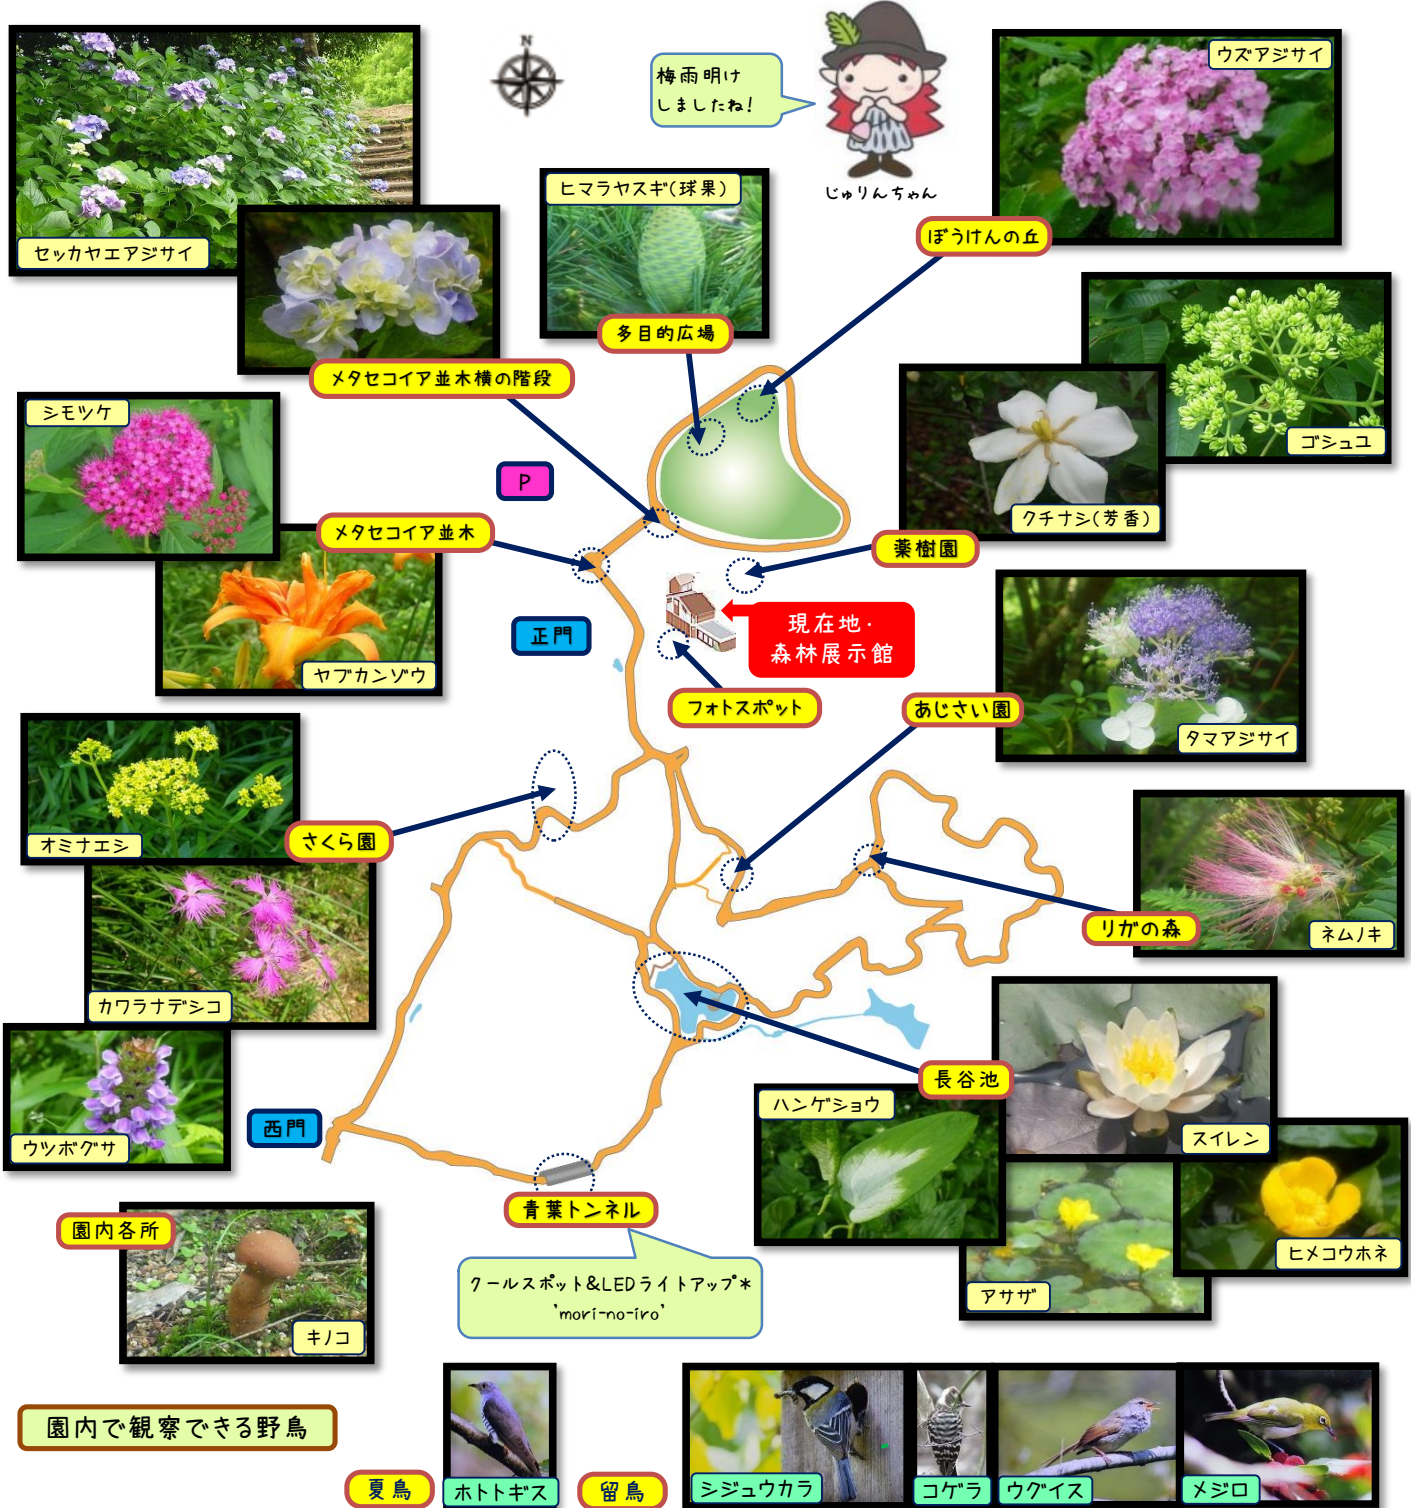 N
梅雨明け
しましたね!
じゅりんちゃん
ウズアジサイ
セッカヤエアジサイ
ヒマラヤスギ(球果)
ぼうけんの丘
多目的広場
メタセコイア並木横の階段
シモツケ
ゴシュユ
P
クチナシ(芳香)
メタセコイア並木
薬樹園
ヤブカンゾウ
正門
現在地・
森林展示館
フォトスポット
あじさい園
タマアジサイ
オミナエシ
さくら園
リガの森
ネムノキ
カワラナデシコ
長谷池
ハンゲショウ
スイレン
西門
ウツボグサ
青葉トンネル
園内各所
ヒメコウホネ
アサザ
クールスポット&LEDライトアップ*
'mori-no-iro'
キノコ
園内で観察できる野鳥
夏鳥
ホトトギス
留鳥
シジュウカラ
コゲラ
ウグイス
メジロ